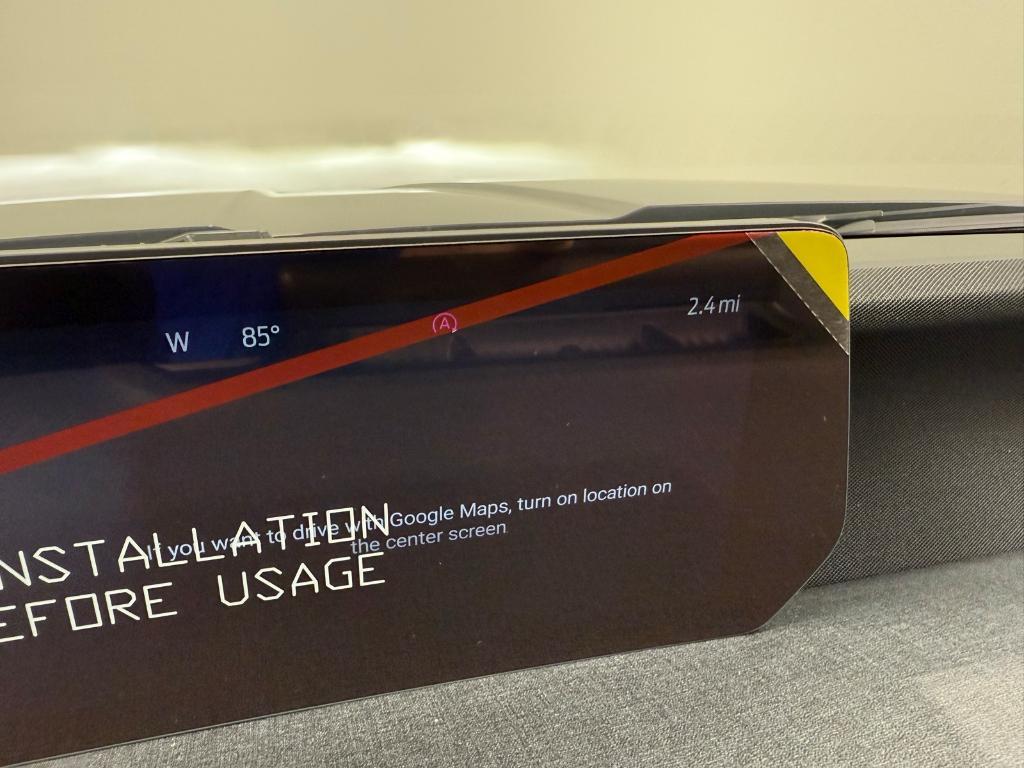 W 85° A 2.4 mi
If you want to drive with Google Maps, turn on location on
the center screen
NSTALLATION
EFORE USAGE